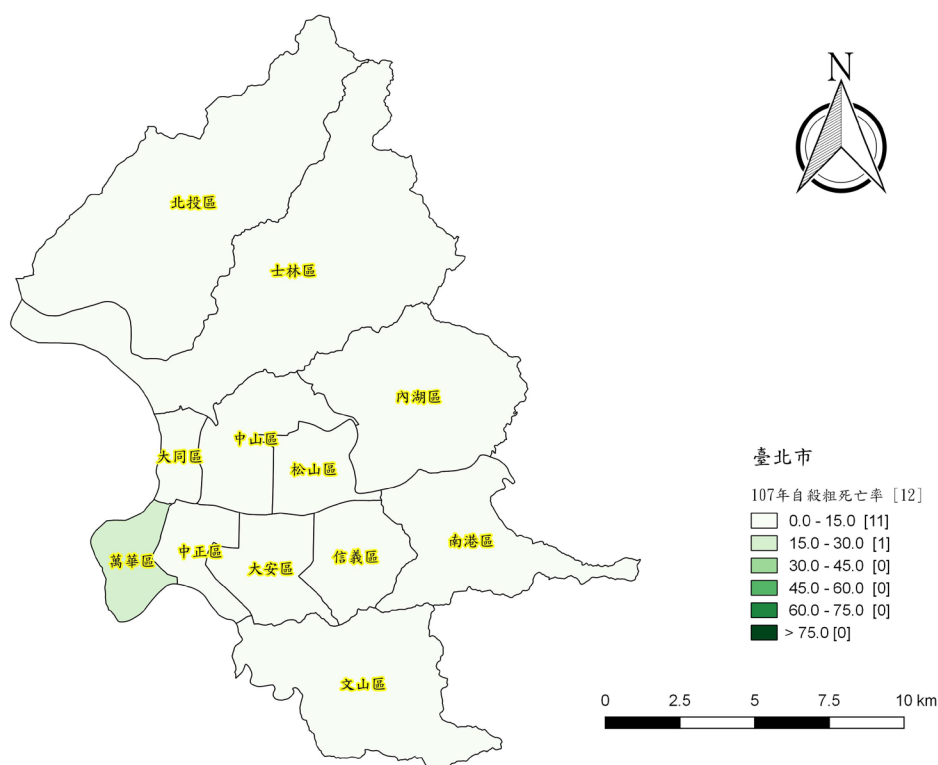 N
北投區
士林區
內湖區
中山區
大同區
松山區
臺北市
107年自殺粗死亡率 [12]
0.0 - 15.0 [11]
15.0 - 30.0 [1]
30.0 - 45.0 [0]
45.0 - 60.0 [0]
60.0 - 75.0 [0]
> 75.0 [0]
南港區
中正區
萬華區
大安區
信義區
文山區
0 2.5 5 7.5 10 km